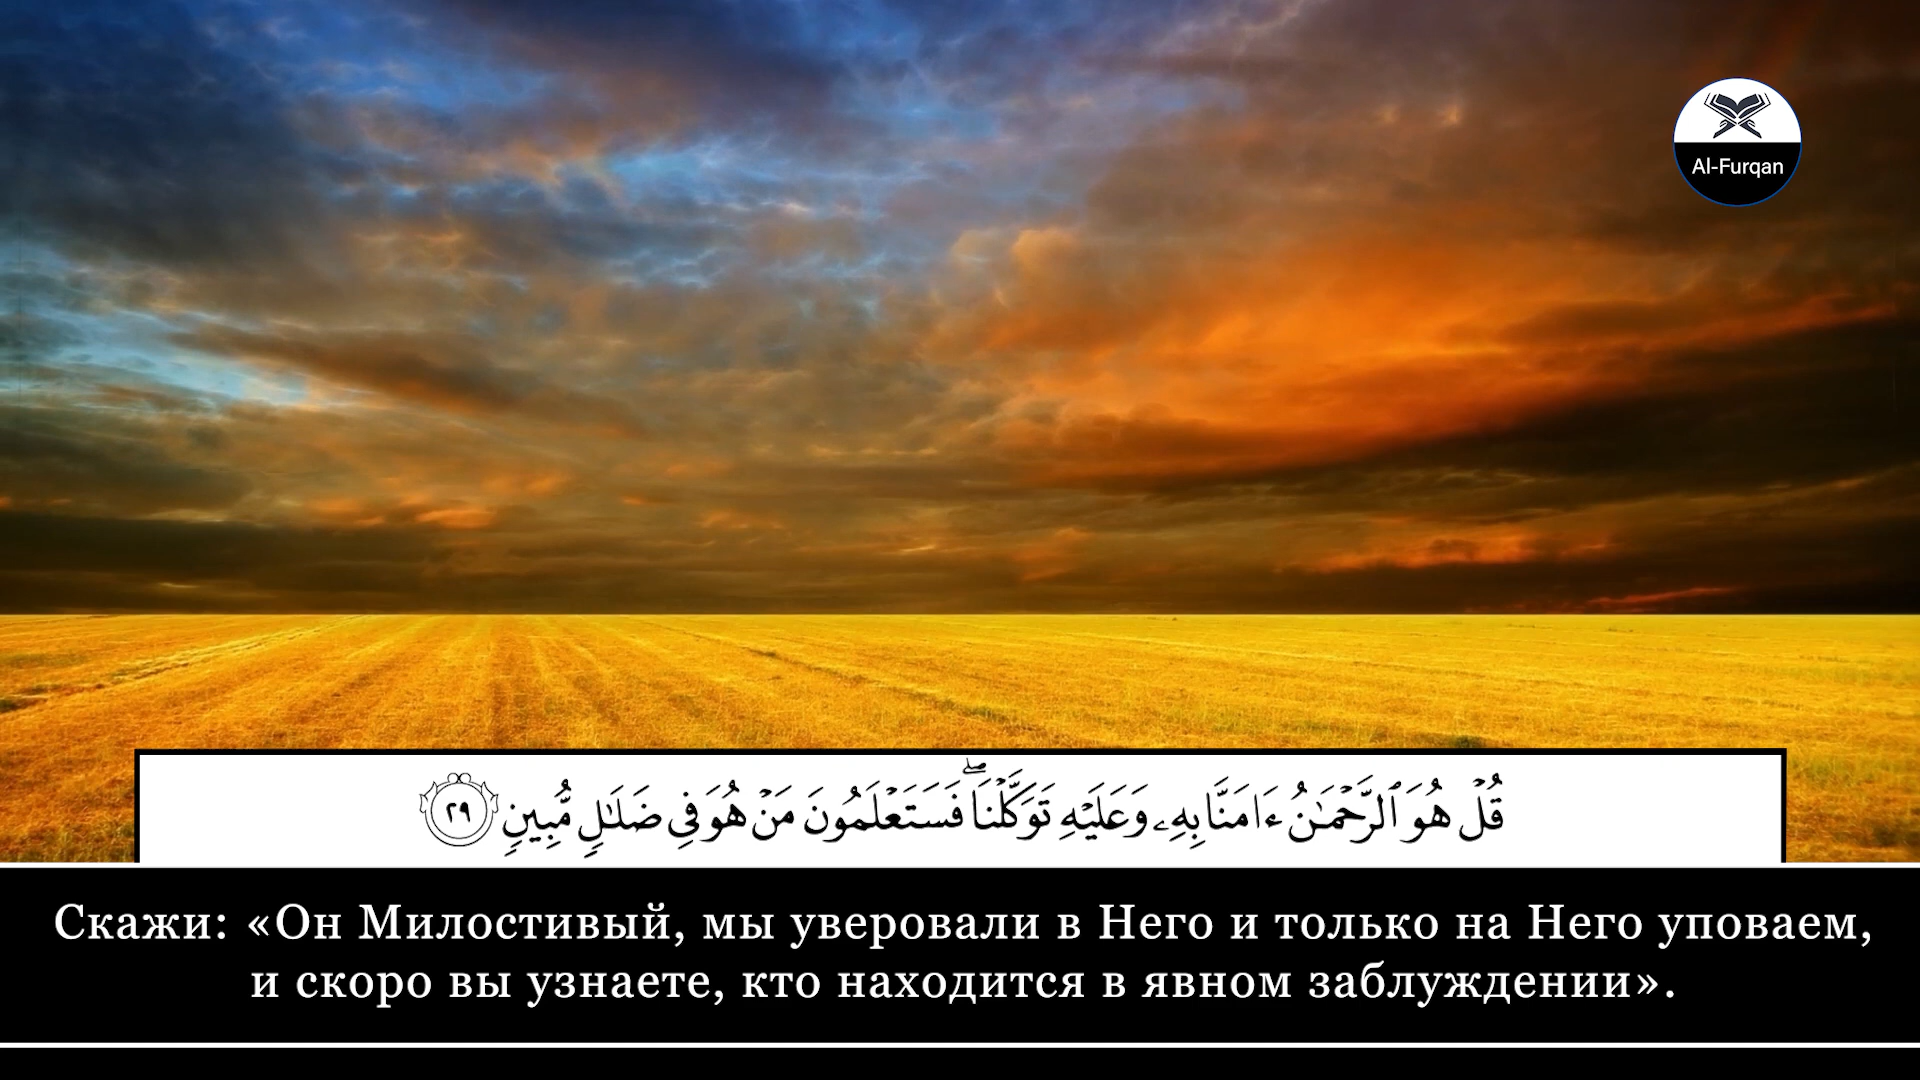 Al-Furqan
قُلْ هُوَ ٱلرَّحْمَـٰنُ ءَامَنَّا بِهِۦ وَعَلَيْهِ تَوَكَّلْنَا ۖ فَسَتَعْلَمُونَ مَنْ هُوَ فِى ضَلَـٰلٍ مُّبِينٍ ٢٩
Скажи: «Он Милостивый, мы уверовали в Него и только на Него уповаем,
и скоро вы узнаете, кто находится в явном заблуждении».